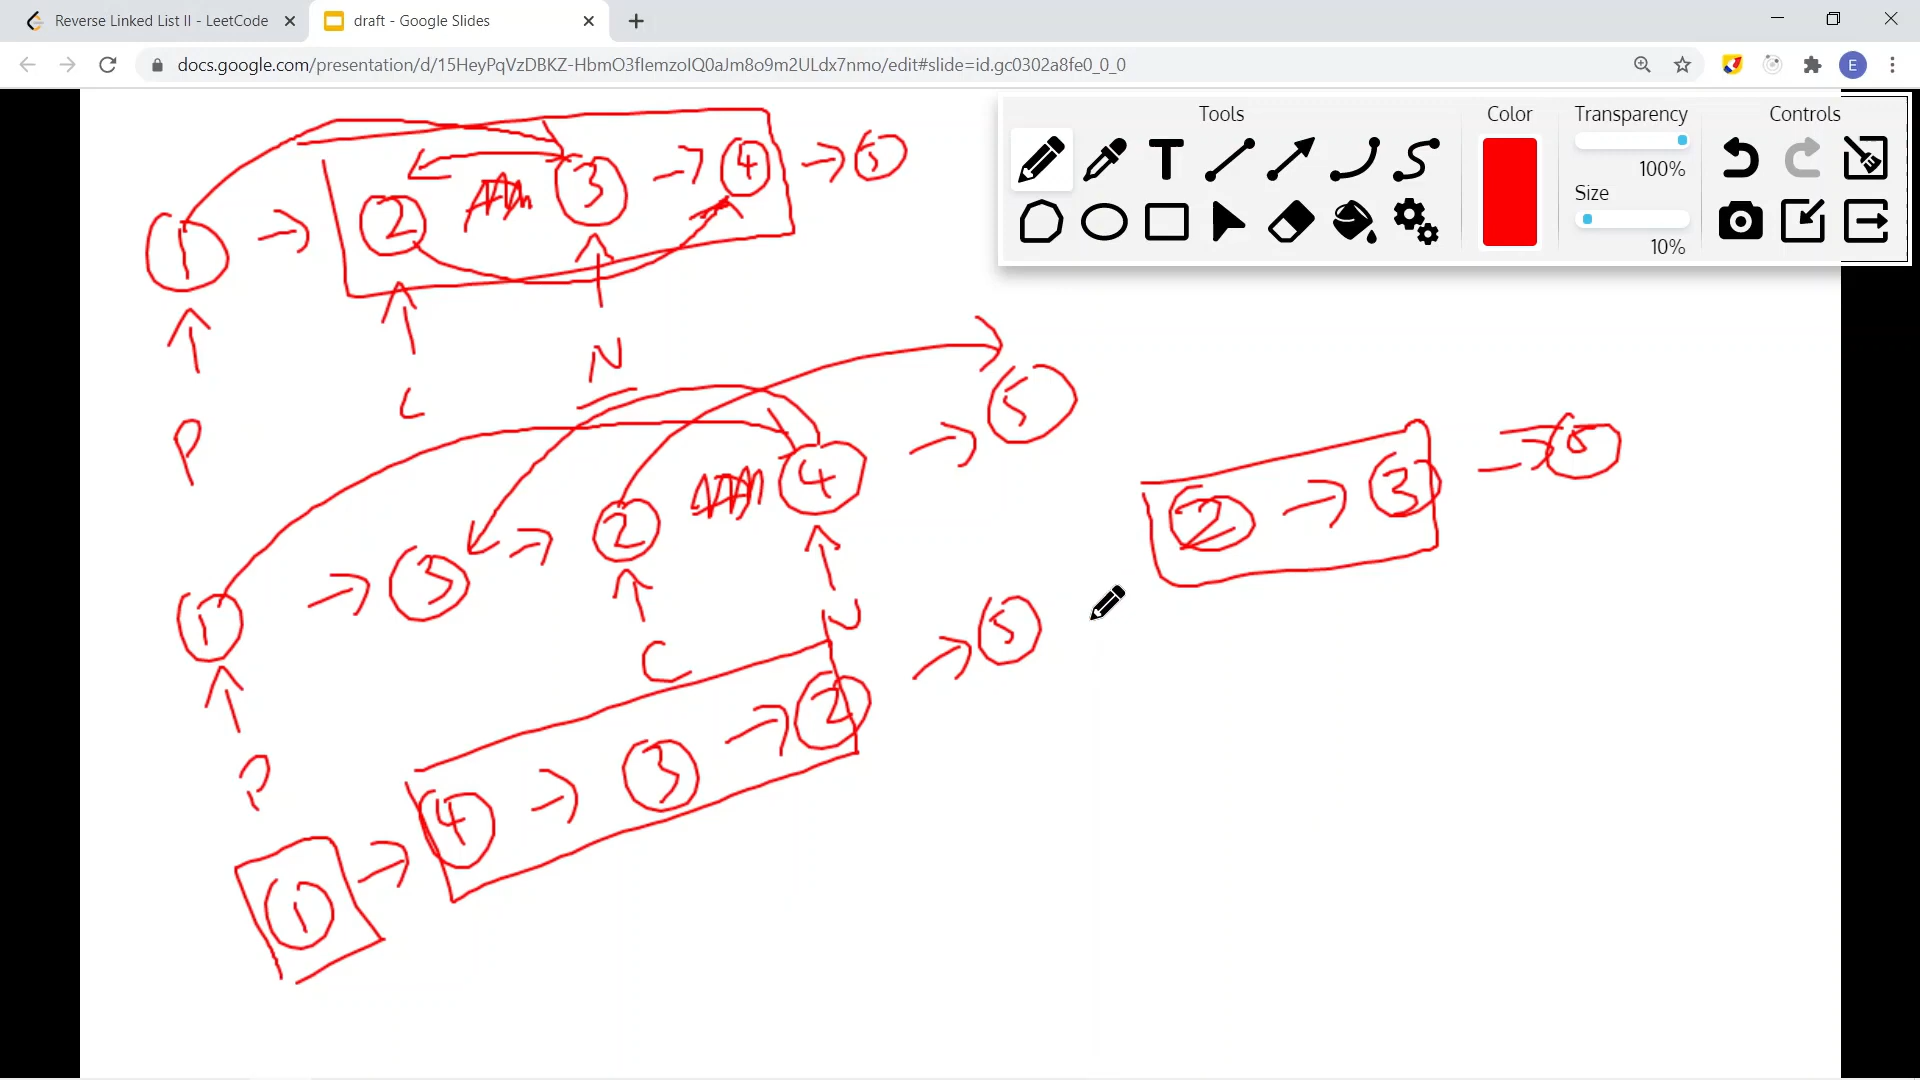 Reverse Linked List II - LeetCode
draft - Google Slides
docs.google.com/presentation/d/15HeyPqVzDBKZ-HbmO3fIemzoIQ0aJm8o9m2ULdx7nmo/edit#slide=id.gc0302a8fe0_0_0
E
Tools
Color
Transparency
Controls
100%
Size
10%
T
1 → 2 3 → 4 → 5
P
C
N
1 → 3 → 2 4 → 5
P
C
N
2 → 3 → 5
1 → 4 → 3 → 2 → 5